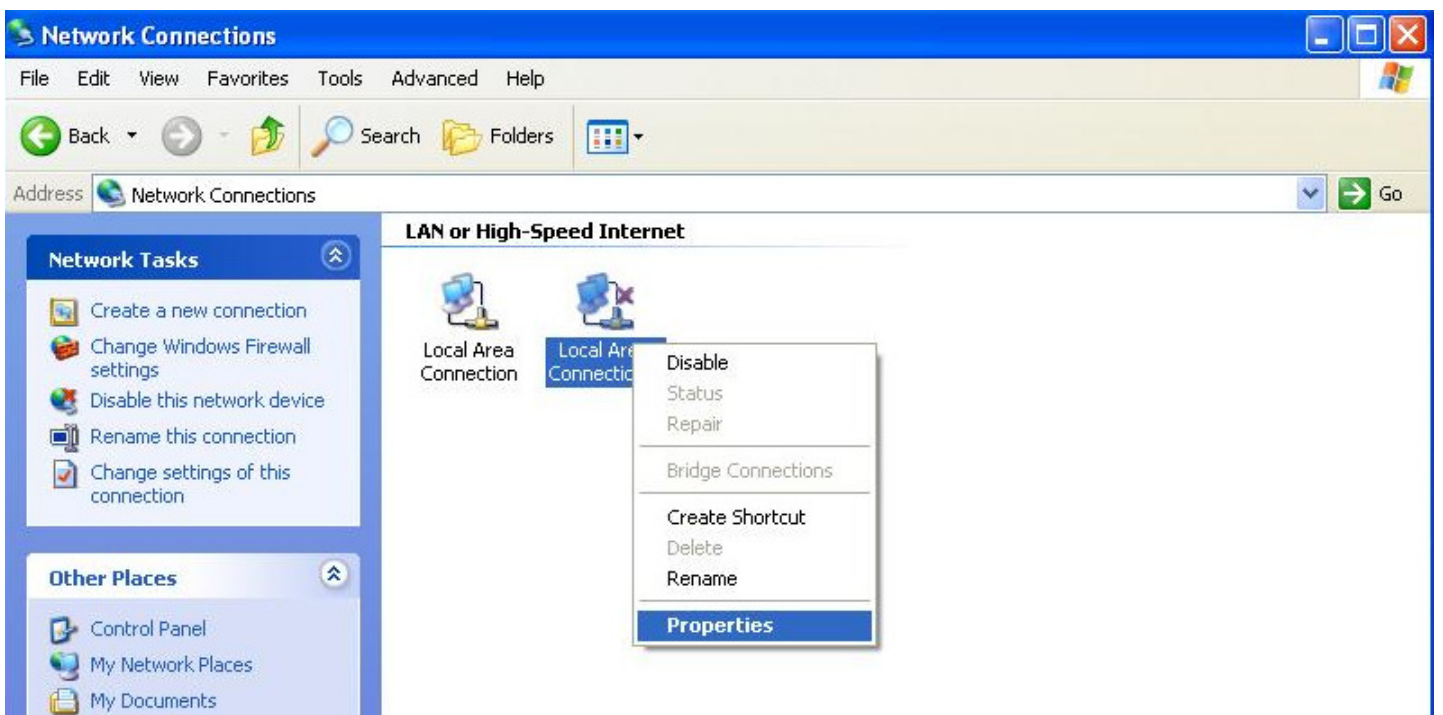 Network Connections
File Edit View Favorites Tools Advanced Help
Back Search Folders
Address Network Connections Go
Network Tasks
Create a new connection
Change Windows Firewall
settings
Disable this network device
Rename this connection
Change settings of this
connection
Other Places
Control Panel
My Network Places
My Documents
LAN or High-Speed Internet
Local Area
Connection
Local
Disable
Status
Repair
Bridge Connections
Create Shortcut
Delete
Rename
Properties